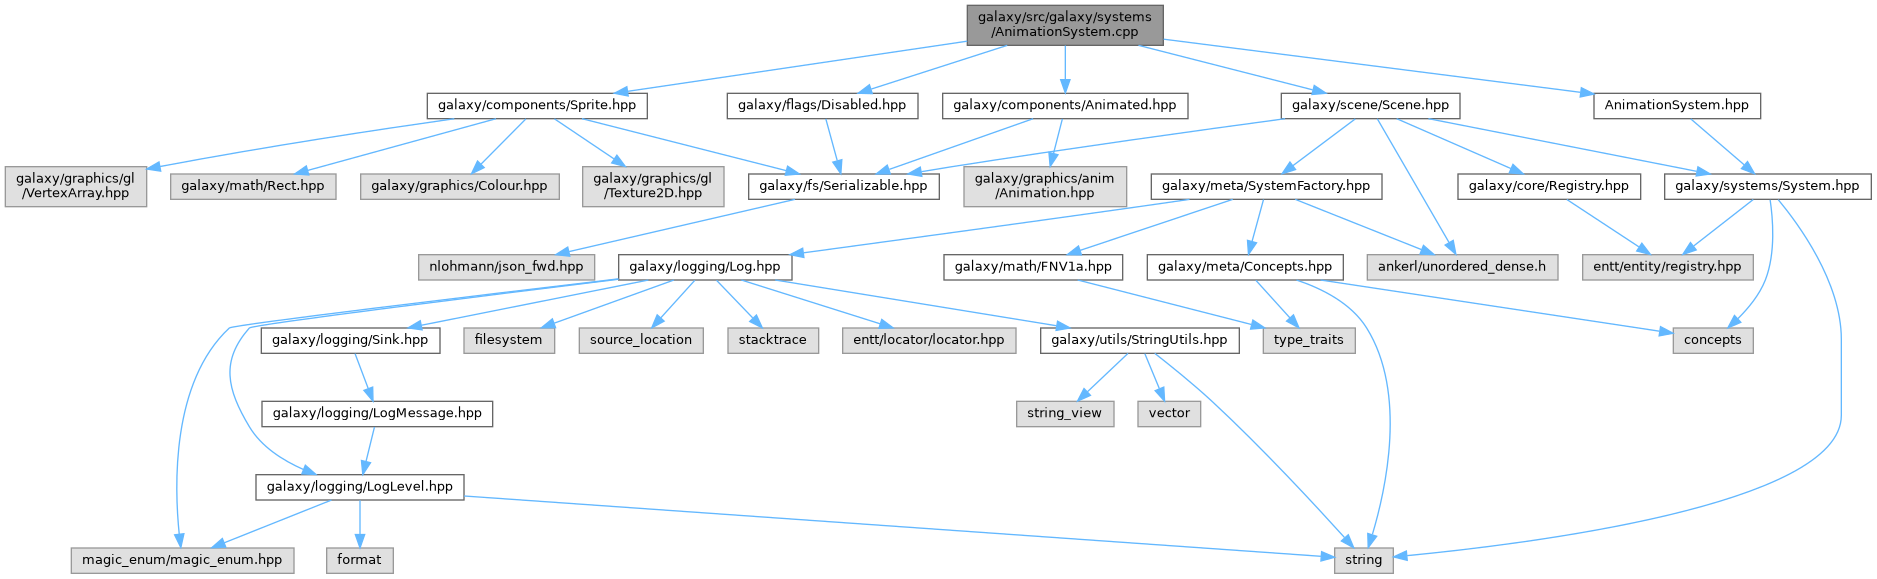 galaxy/src/galaxy/systems
/AnimationSystem.cpp
galaxy/components/Sprite.hpp
galaxy/flags/Disabled.hpp
galaxy/components/Animated.hpp
galaxy/scene/Scene.hpp
AnimationSystem.hpp
galaxy/graphics/gl
/VertexArray.hpp
galaxy/math/Rect.hpp
galaxy/graphics/Colour.hpp
galaxy/graphics/gl
/Texture2D.hpp
galaxy/fs/Serializable.hpp
galaxy/graphics/anim
/Animation.hpp
galaxy/meta/SystemFactory.hpp
galaxy/core/Registry.hpp
galaxy/systems/System.hpp
nlohmann/json_fwd.hpp
galaxy/logging/Log.hpp
galaxy/math/FNV1a.hpp
galaxy/meta/Concepts.hpp
ankerl/unordered_dense.h
entt/entity/registry.hpp
galaxy/logging/Sink.hpp
filesystem
source_location
stacktrace
entt/locator/locator.hpp
galaxy/utils/StringUtils.hpp
type_traits
concepts
galaxy/logging/LogMessage.hpp
string_view
vector
galaxy/logging/LogLevel.hpp
magic_enum/magic_enum.hpp
format
string